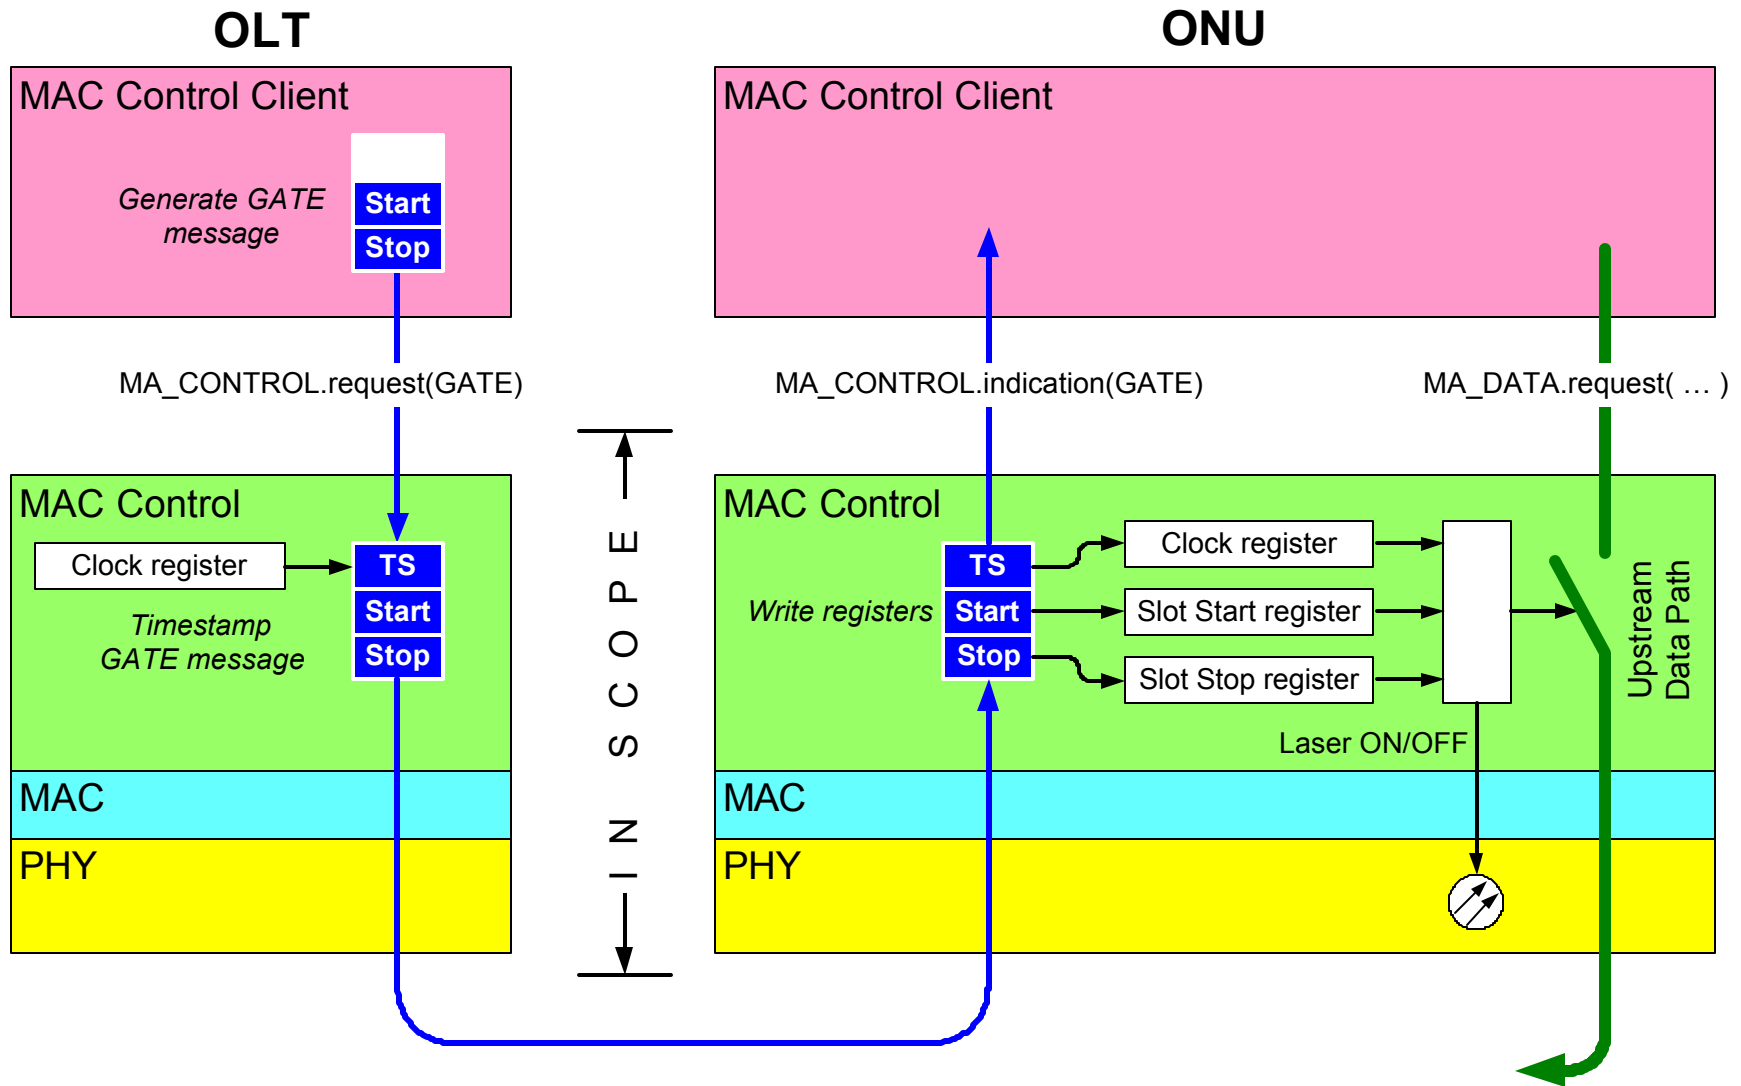 OLT
MAC Control Client
Generate GATE
message
Start
Stop
MA_CONTROL.request(GATE)
MAC Control
Clock register
TS
Start
Stop
Timestamp
GATE message
MAC
PHY
IN SCOPE
ONU
MAC Control Client
MA_CONTROL.indication(GATE)
MA_DATA.request( … )
MAC Control
Write registers
TS
Start
Stop
Clock register
Slot Start register
Slot Stop register
Laser ON/OFF
Upstream
Data Path
MAC
PHY